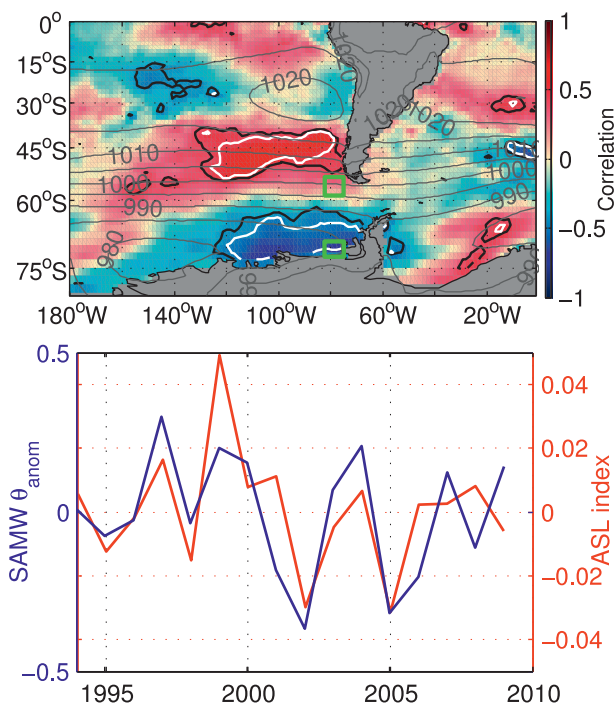 0°
15°S
30°S
45°S
60°S
75°S
1020
1020
1020
1020
1010
1000
1000
990
990
980
180°W
140°W
100°W
60°W
20°W
1
0.5
0
−0.5
−1
Correlation
0.5
0
−0.5
SAMW θanom
0.04
0.02
0
−0.02
−0.04
ASL index
1995
2000
2005
2010